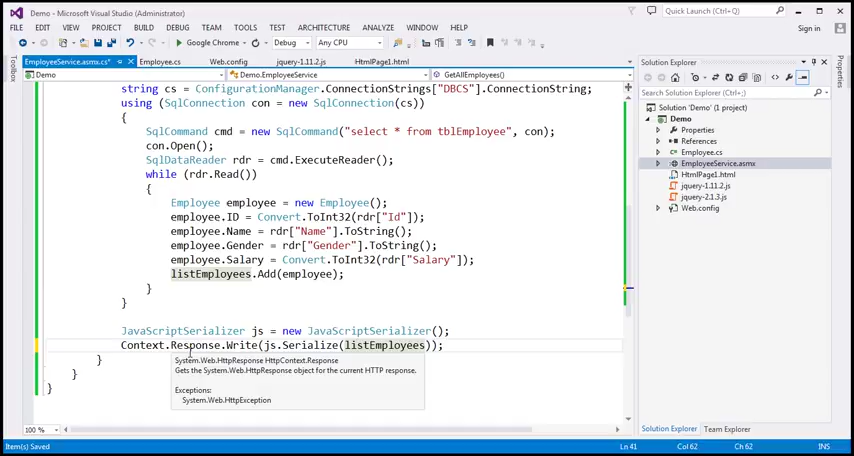 Demo - Microsoft Visual Studio (Administrator)
Quick Launch (Ctrl+Q)
FILE EDIT VIEW PROJECT BUILD DEBUG TEAM TOOLS TEST ARCHITECTURE ANALYZE WINDOW HELP
Sign in
Google Chrome Debug Any CPU
Toolbox
EmployeeService.asmx.cs* Employee.cs Web.config jquery-1.11.2.js HtmlPage1.html
Demo Demo.EmployeeService GetAllEmployees()
string cs = ConfigurationManager.ConnectionStrings["DBCS"].ConnectionString;
using (SqlConnection con = new SqlConnection(cs))
{
SqlCommand cmd = new SqlCommand("select * from tblEmployee", con);
con.Open();
SqlDataReader rdr = cmd.ExecuteReader();
while (rdr.Read())
{
Employee employee = new Employee();
employee.ID = Convert.ToInt32(rdr["Id"]);
employee.Name = rdr["Name"].ToString();
employee.Gender = rdr["Gender"].ToString();
employee.Salary = Convert.ToInt32(rdr["Salary"]);
listEmployees.Add(employee);
}
}
JavaScriptSerializer js = new JavaScriptSerializer();
Context.Response.Write(js.Serialize(listEmployees));
}
System.Web.HttpResponse HttpContext.Response
Gets the System.Web.HttpResponse object for the current HTTP response.
Exceptions:
System.Web.HttpException
}
}
100 %
Solution Explorer
Search Solution Explorer (Ctrl+;)
Solution 'Demo' (1 project)
Demo
Properties
References
Employee.cs
EmployeeService.asmx
HtmlPage1.html
jquery-1.11.2.js
jquery-2.1.3.js
Web.config
Solution Explorer Team Explorer
Properties
Item(s) Saved Ln 41 Col 62 Ch 62 INS